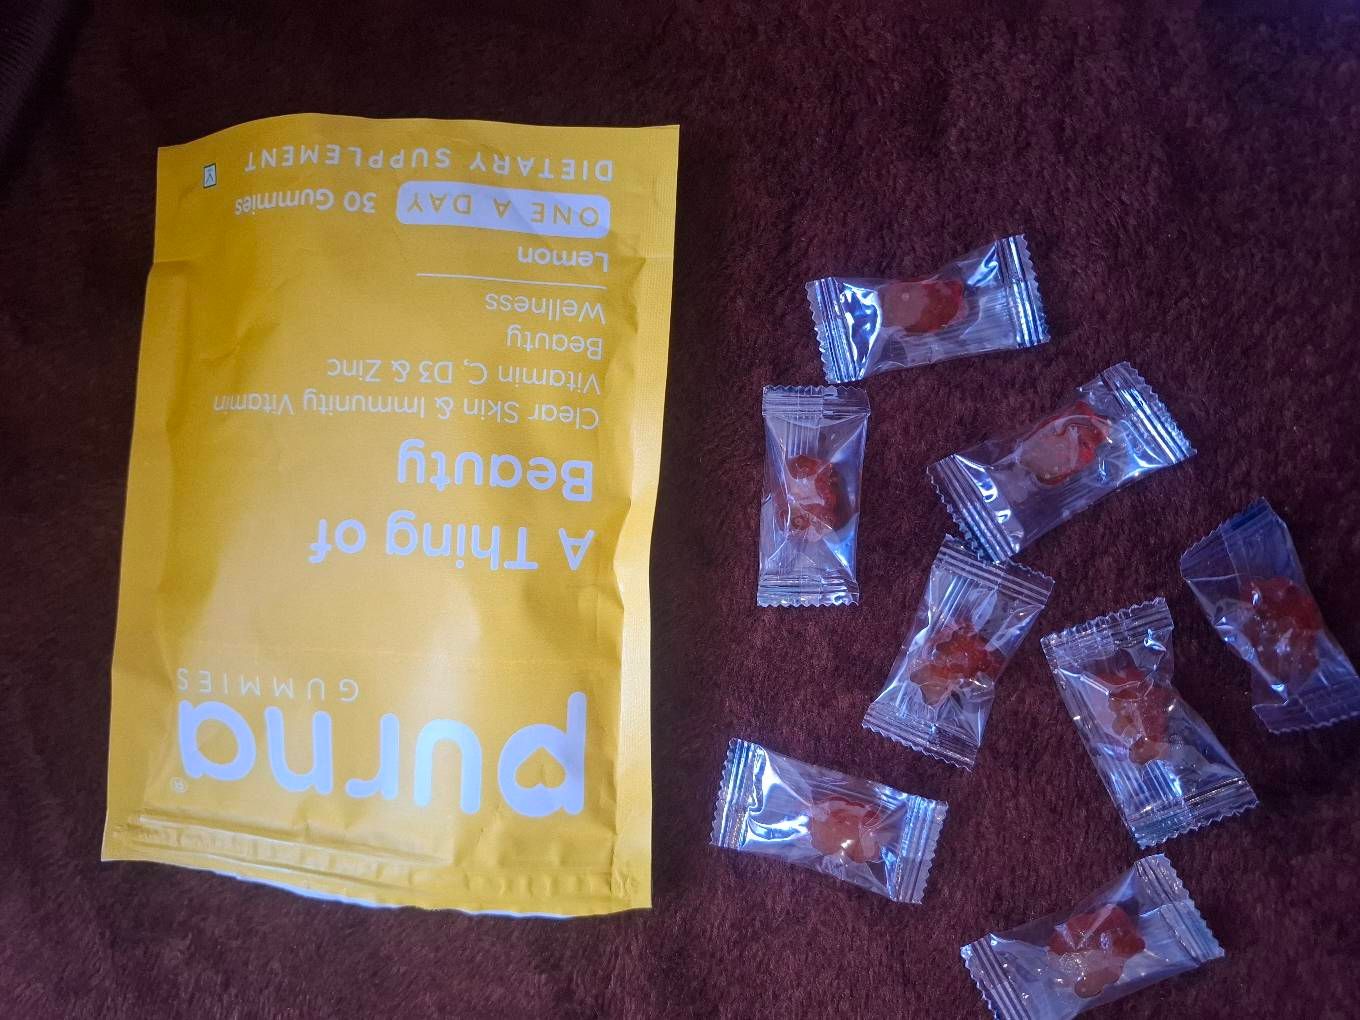 purna®
GUMMIES
A Thing of
Beauty
Clear Skin & Immunity Vitamin
Vitamin C, D3 & Zinc
Beauty
Wellness
Lemon
ONE A DAY 30 Gummies
DIETARY SUPPLEMENT